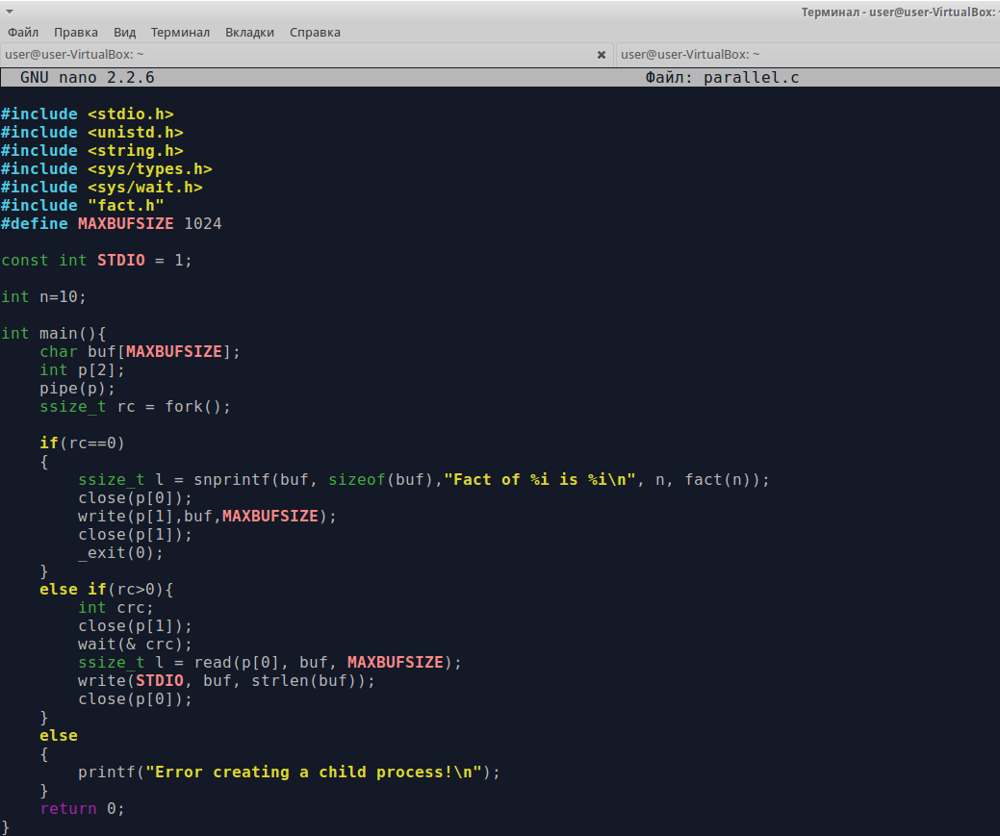 Терминал - user@user-VirtualBox: ~
Файл Правка Вид Терминал Вкладки Справка
user@user-VirtualBox: ~ × user@user-VirtualBox: ~
GNU nano 2.2.6 Файл: parallel.c
#include <stdio.h>
#include <unistd.h>
#include <string.h>
#include <sys/types.h>
#include <sys/wait.h>
#include "fact.h"
#define MAXBUFSIZE 1024
const int STDIO = 1;
int n=10;
int main(){
    char buf[MAXBUFSIZE];
    int p[2];
    pipe(p);
    ssize_t rc = fork();
    if(rc==0)
    {
        ssize_t l = snprintf(buf, sizeof(buf),"Fact of %i is %i\n", n, fact(n));
        close(p[0]);
        write(p[1],buf,MAXBUFSIZE);
        close(p[1]);
        _exit(0);
    }
    else if(rc>0){
        int crc;
        close(p[1]);
        wait(& crc);
        ssize_t l = read(p[0], buf, MAXBUFSIZE);
        write(STDIO, buf, strlen(buf));
        close(p[0]);
    }
    else
    {
        printf("Error creating a child process!\n");
    }
    return 0;
}